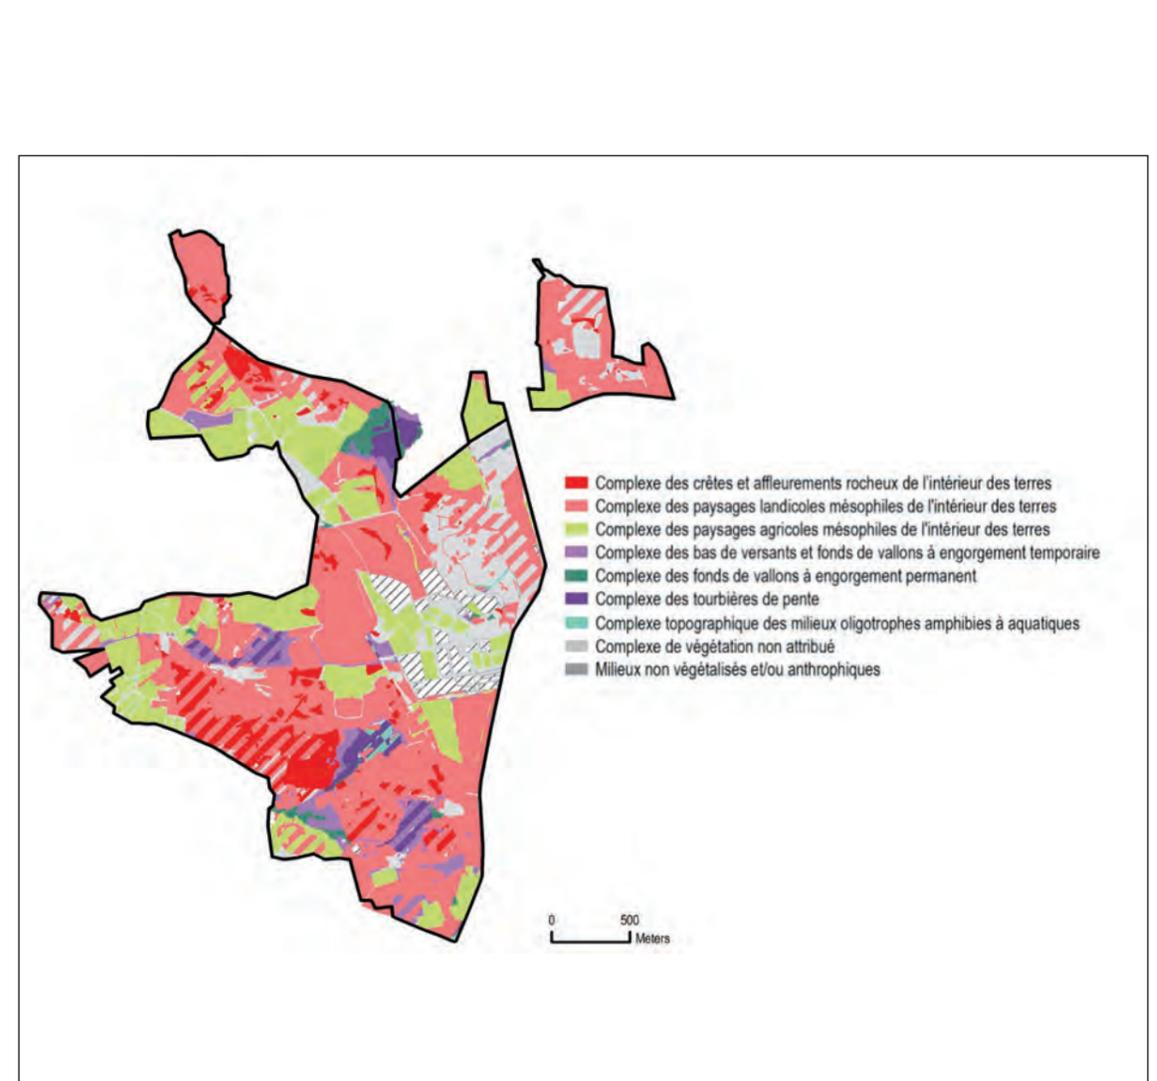 Complexe des crêtes et affleurements rocheux de l'intérieur des terres
Complexe des paysages landicoles mésophiles de l'intérieur des terres
Complexe des paysages agricoles mésophiles de l'intérieur des terres
Complexe des bas de versants et fonds de vallons à engorgement temporaire
Complexe des fonds de vallons à engorgement permanent
Complexe des tourbières de pente
Complexe topographique des milieux oligotrophes amphibies à aquatiques
Complexe de végétation non attribué
Milieux non végétalisés et/ou anthrophiques
0 500
Meters